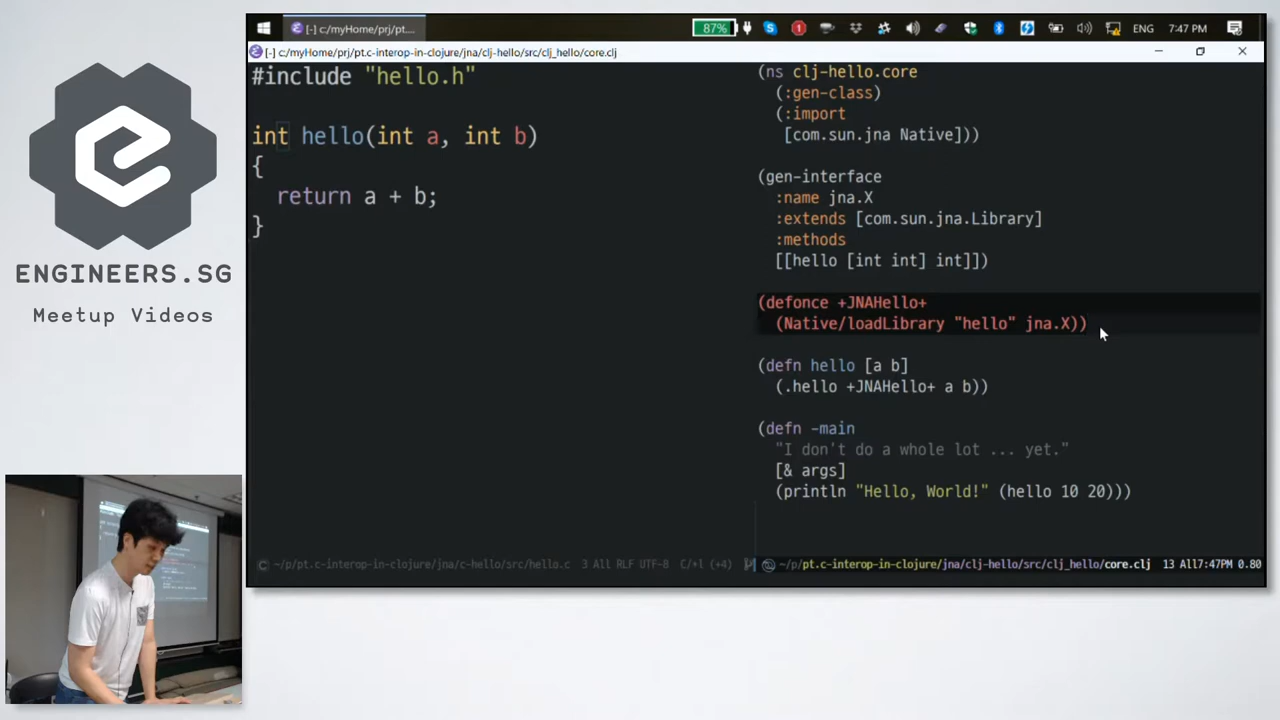 ENGINEERS.SG
Meetup Videos
[-] c:/myHome/prj/pt...
87%
ENG
7:47 PM
[-] c:/myHome/prj/pt.c-interop-in-clojure/jna/clj-hello/src/clj_hello/core.clj
#include "hello.h"
int hello(int a, int b)
{
return a + b;
}
~/p/pt.c-interop-in-clojure/jna/c-hello/src/hello.c 3 All RLF UTF-8 C/*l (+4)
(ns clj-hello.core
(:gen-class)
(:import
[com.sun.jna Native]))
(gen-interface
:name jna.X
:extends [com.sun.jna.Library]
:methods
[[hello [int int] int]])
(defonce +JNAHello+
(Native/loadLibrary "hello" jna.X))
(defn hello [a b]
(.hello +JNAHello+ a b))
(defn -main
"I don't do a whole lot ... yet."
[& args]
(println "Hello, World!" (hello 10 20)))
~/p/pt.c-interop-in-clojure/jna/clj-hello/src/clj_hello/core.clj 13 All7:47PM 0.80